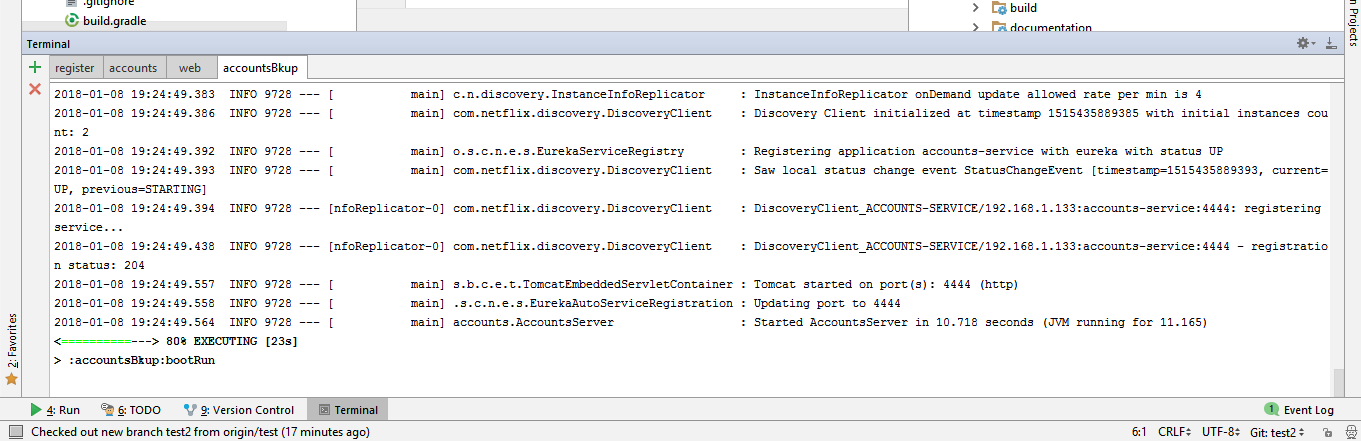 .gitignore
build.gradle
build
documentation
n Projects
Terminal
register accounts web accountsBkup
2018-01-08 19:24:49.383  INFO 9728 --- [           main] c.n.discovery.InstanceInfoReplicator     : InstanceInfoReplicator onDemand update allowed rate per min is 4
2018-01-08 19:24:49.386  INFO 9728 --- [           main] com.netflix.discovery.DiscoveryClient    : Discovery Client initialized at timestamp 1515435889385 with initial instances cou
nt: 2
2018-01-08 19:24:49.392  INFO 9728 --- [           main] o.s.c.n.e.s.EurekaServiceRegistry        : Registering application accounts-service with eureka with status UP
2018-01-08 19:24:49.393  INFO 9728 --- [           main] com.netflix.discovery.DiscoveryClient    : Saw local status change event StatusChangeEvent [timestamp=1515435889393, current=
UP, previous=STARTING]
2018-01-08 19:24:49.394  INFO 9728 --- [nfoReplicator-0] com.netflix.discovery.DiscoveryClient    : DiscoveryClient_ACCOUNTS-SERVICE/192.168.1.133:accounts-service:4444: registering
service...
2018-01-08 19:24:49.438  INFO 9728 --- [nfoReplicator-0] com.netflix.discovery.DiscoveryClient    : DiscoveryClient_ACCOUNTS-SERVICE/192.168.1.133:accounts-service:4444 - registratio
n status: 204
2018-01-08 19:24:49.557  INFO 9728 --- [           main] s.b.c.e.t.TomcatEmbeddedServletContainer : Tomcat started on port(s): 4444 (http)
2018-01-08 19:24:49.558  INFO 9728 --- [           main] .s.c.n.e.s.EurekaAutoServiceRegistration : Updating port to 4444
2018-01-08 19:24:49.564  INFO 9728 --- [           main] accounts.AccountsServer                  : Started AccountsServer in 10.718 seconds (JVM running for 11.165)
<==========---> 80% EXECUTING [23s]
> :accountsBkup:bootRun
2: Favorites
4: Run 6: TODO 9: Version Control Terminal 1 Event Log
Checked out new branch test2 from origin/test (17 minutes ago) 6:1 CRLF UTF-8 Git: test2